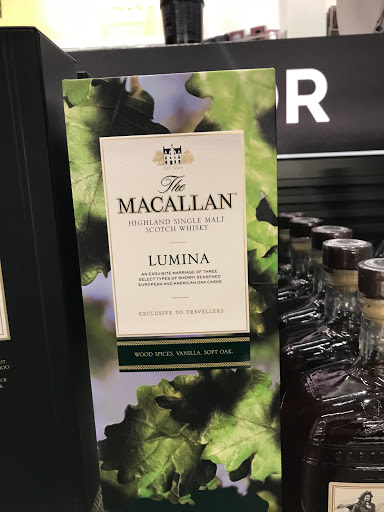 OR
The
MACALLAN
HIGHLAND SINGLE MALT
SCOTCH WHISKY
LUMINA
AN EXQUISITE MARRIAGE OF THREE
SELECT TYPES OF SHERRY SEASONED
EUROPEAN AND AMERICAN OAK CASKS
EXCLUSIVE TO TRAVELLERS
WOOD SPICES. VANILLA. SOFT OAK.